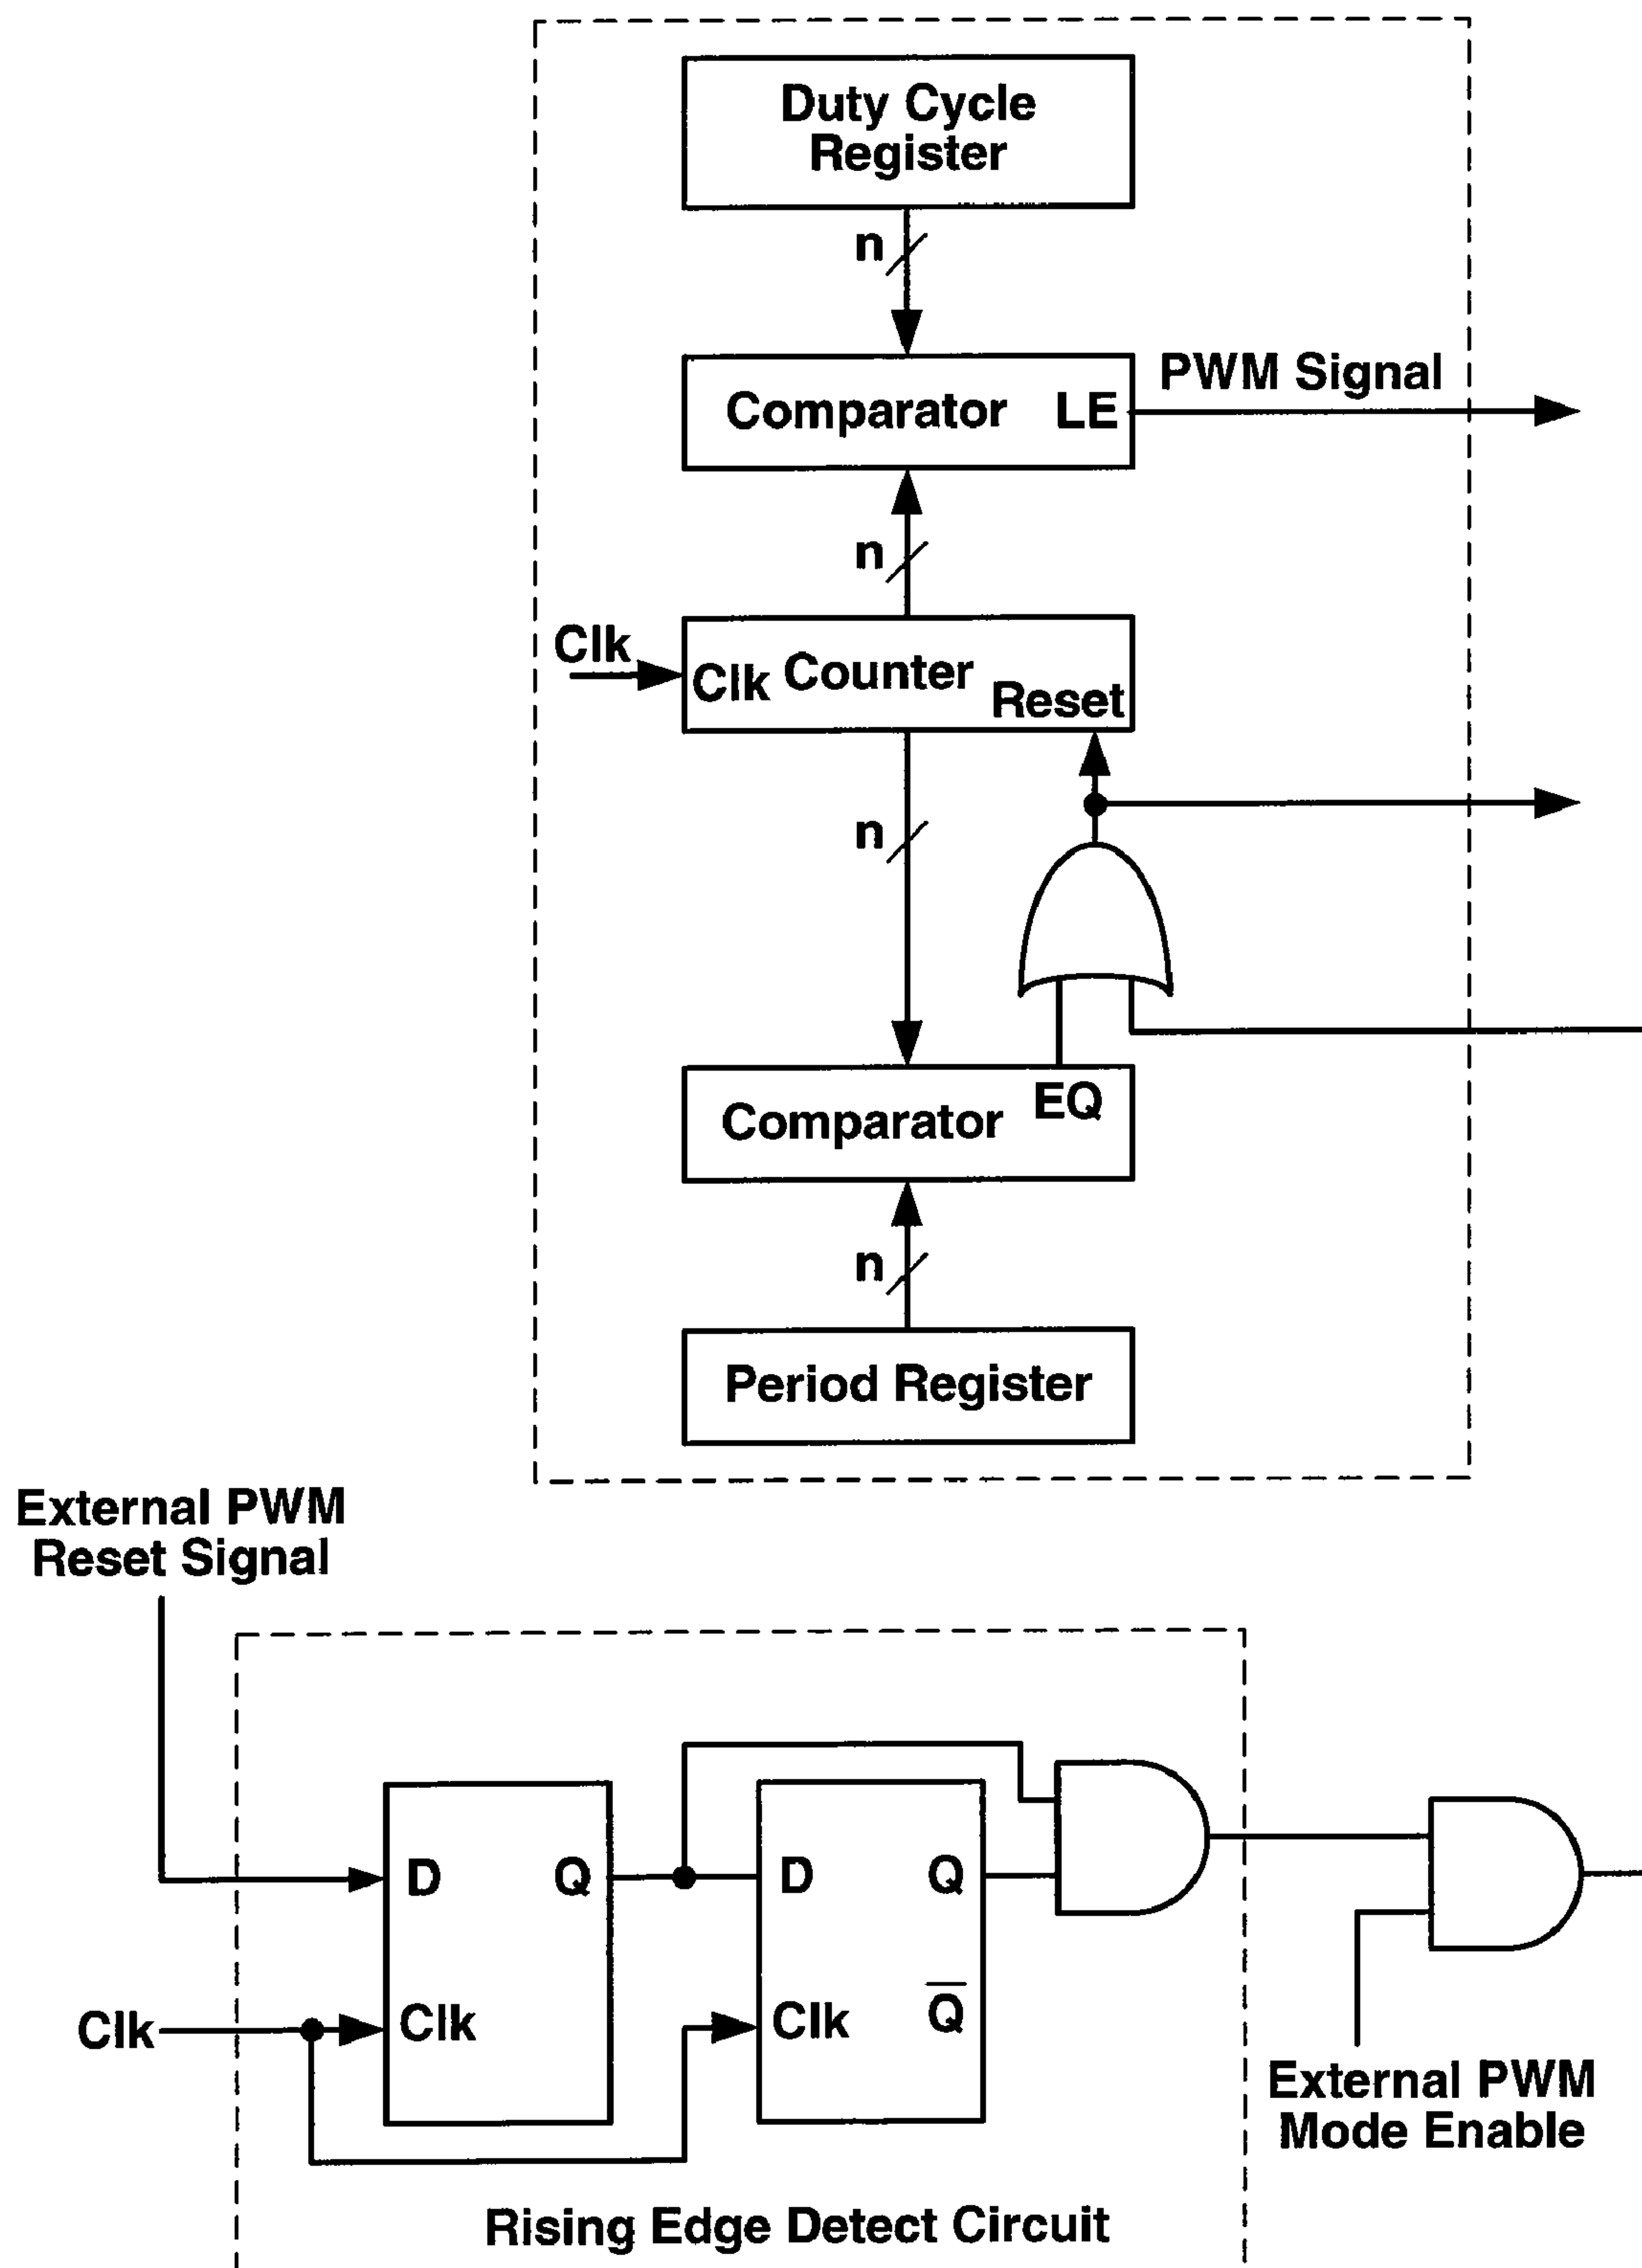 Duty Cycle
Register
n
Comparator LE
PWM Signal
n
Clk
Clk Counter
Reset
n
EQ
Comparator
n
Period Register
External PWM
Reset Signal
D Q
D Q
Clk
Clk
Clk Q̅
External PWM
Mode Enable
Rising Edge Detect Circuit